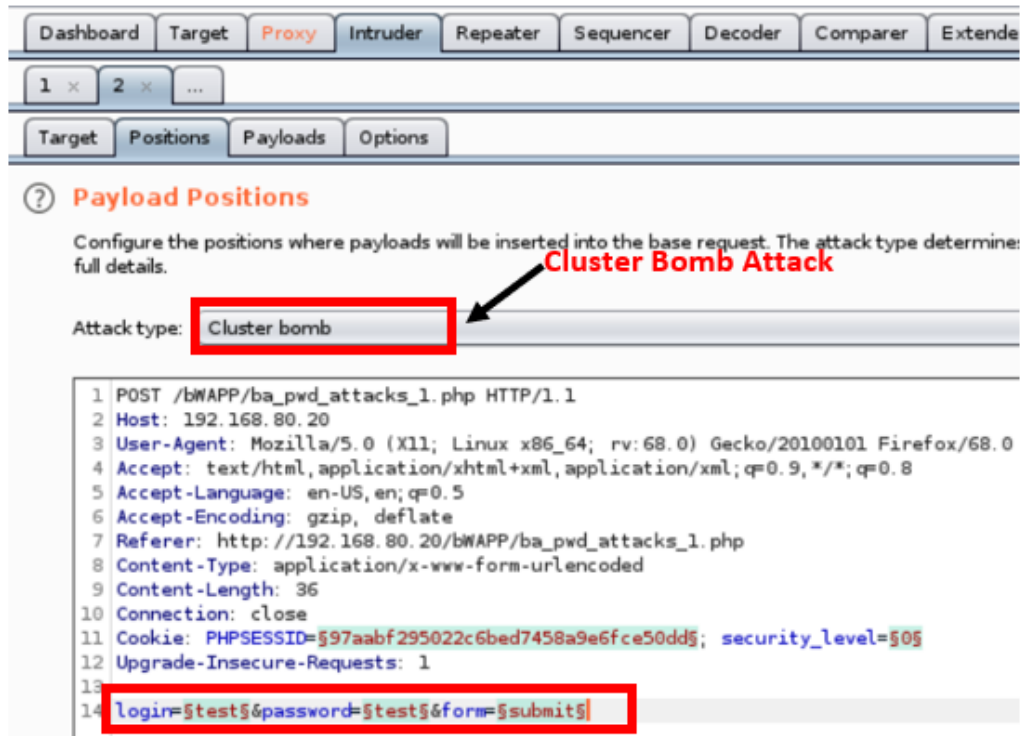 Dashboard Target Proxy Intruder Repeater Sequencer Decoder Comparer Extende
1 × 2 × ...
Target Positions Payloads Options
? Payload Positions
Configure the positions where payloads will be inserted into the base request. The attack type determines
full details.
Cluster Bomb Attack
Attack type: Cluster bomb
1 POST /bWAPP/ba_pwd_attacks_1.php HTTP/1.1
2 Host: 192.168.80.20
3 User-Agent: Mozilla/5.0 (X11; Linux x86_64; rv:68.0) Gecko/20100101 Firefox/68.0
4 Accept: text/html,application/xhtml+xml,application/xml;q=0.9,*/*;q=0.8
5 Accept-Language: en-US,en;q=0.5
6 Accept-Encoding: gzip, deflate
7 Referer: http://192.168.80.20/bWAPP/ba_pwd_attacks_1.php
8 Content-Type: application/x-www-form-urlencoded
9 Content-Length: 36
10 Connection: close
11 Cookie: PHPSESSID=§97aabf295022c6bed7458a9e6fce50dd§; security_level=§0§
12 Upgrade-Insecure-Requests: 1
13
14 login=§test§&password=§test§&form=§submit§